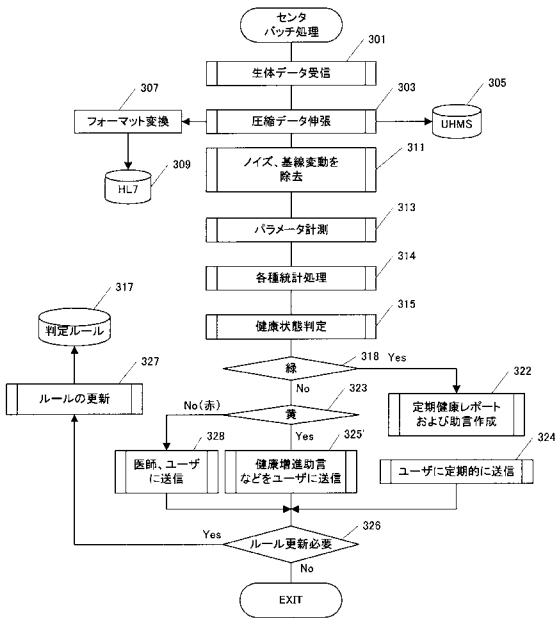 センタ
バッチ処理
301
生体データ受信
307
303
305
フォーマット変換
圧縮データ伸張
UHMS
311
ノイズ、基線変動を
除去
309
HL7
313
パラメータ計測
314
各種統計処理
317
315
判定ルール
健康状態判定
327
318
緑
Yes
ルールの更新
No
323
322
No(赤)
黄
定期健康レポート
および助言作成
328
Yes
325'
324
医師、ユーザ
に送信
健康増進助言
などをユーザに送信
ユーザに定期的に送信
326
Yes
ルール更新必要
No
EXIT